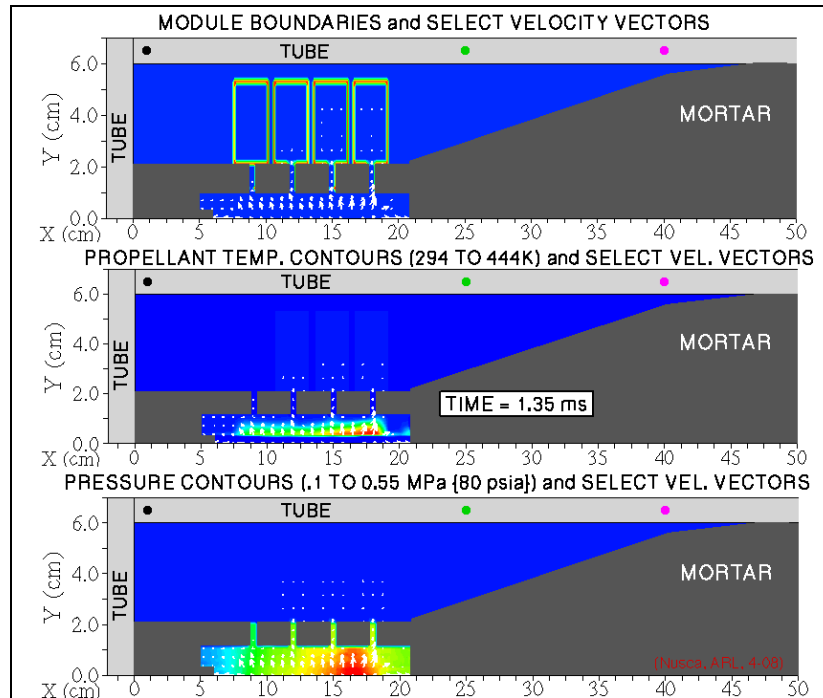 MODULE BOUNDARIES and SELECT VELOCITY VECTORS
TUBE
6.0
4.0
2.0
0.0
Y (cm)
TUBE
MORTAR
X (cm)
0 5 10 15 20 25 30 35 40 45 50
PROPELLANT TEMP. CONTOURS (294 TO 444K) and SELECT VEL. VECTORS
TUBE
6.0
4.0
2.0
0.0
Y (cm)
TUBE
MORTAR
TIME = 1.35 ms
X (cm)
0 5 10 15 20 25 30 35 40 45 50
PRESSURE CONTOURS (.1 TO 0.55 MPa {80 psia}) and SELECT VEL. VECTORS
TUBE
6.0
4.0
2.0
0.0
Y (cm)
TUBE
MORTAR
(Nusca, ARL, 4-08)
X (cm)
0 5 10 15 20 25 30 35 40 45 50